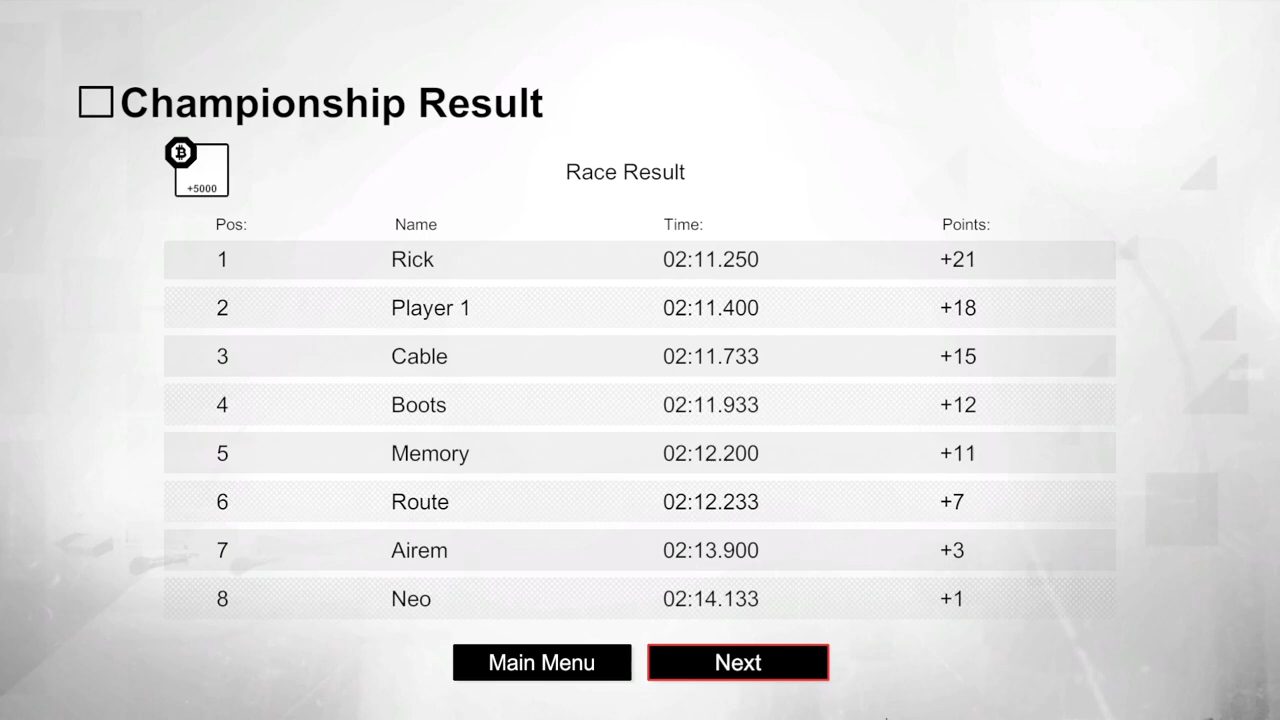 Championship Result
+5000
Race Result
Pos: Name Time: Points:
1 Rick 02:11.250 +21
2 Player 1 02:11.400 +18
3 Cable 02:11.733 +15
4 Boots 02:11.933 +12
5 Memory 02:12.200 +11
6 Route 02:12.233 +7
7 Airem 02:13.900 +3
8 Neo 02:14.133 +1
Main Menu Next